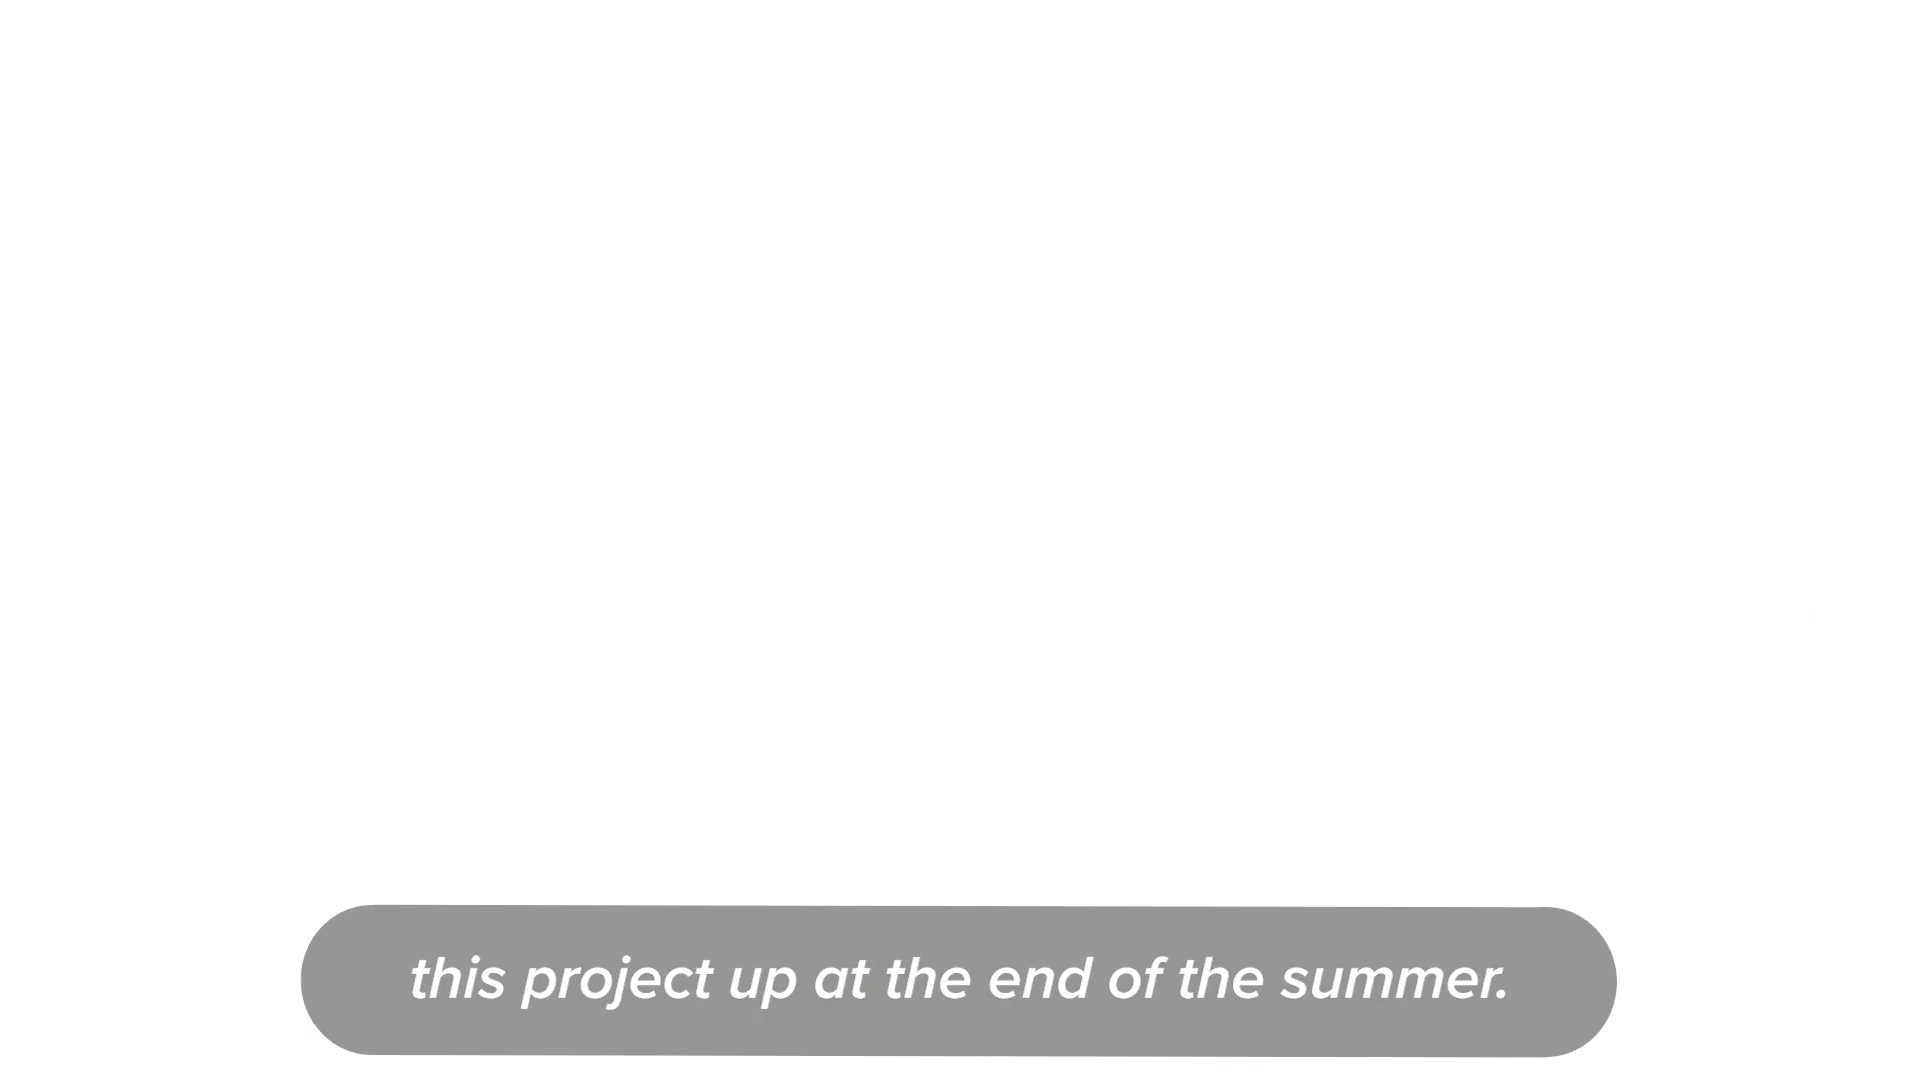 this project up at the end of the summer.